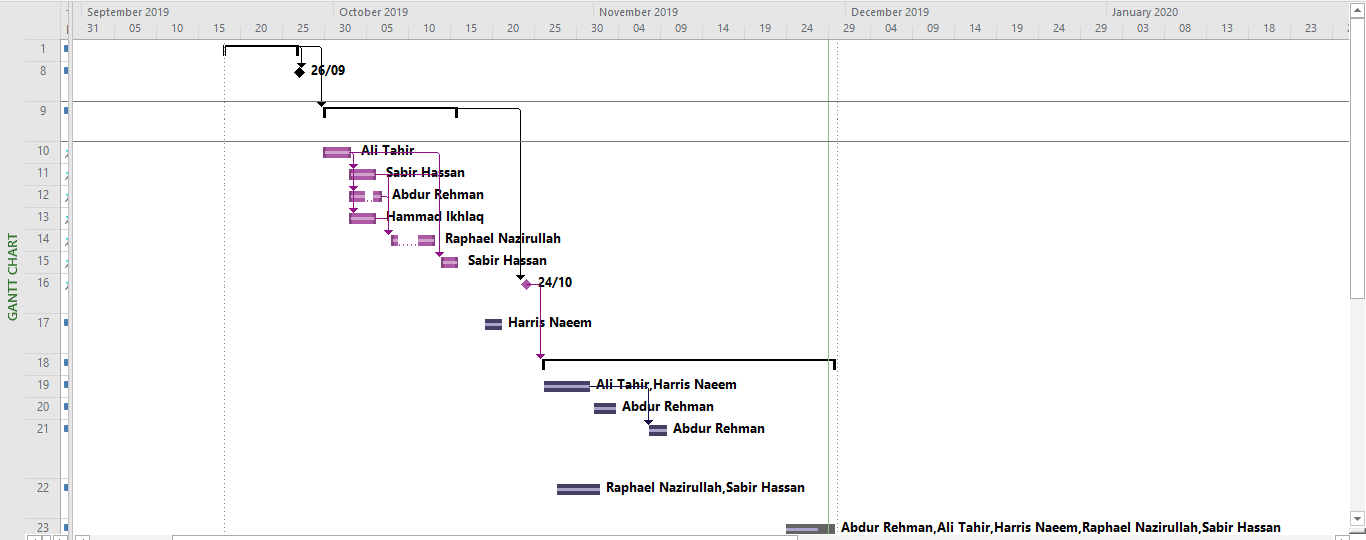 September 2019 October 2019 November 2019 December 2019 January 2020
31 05 10 15 20 25 30 05 10 15 20 25 30 04 09 14 19 24 29 04 09 14 19 24 29 03 08 13 18 23
GANTT CHART
1
8 26/09
9
10 Ali Tahir
11 Sabir Hassan
12 Abdur Rehman
13 Hammad Ikhlaq
14 Raphael Nazirullah
15 Sabir Hassan
16 24/10
17 Harris Naeem
18
19 Ali Tahir,Harris Naeem
20 Abdur Rehman
21 Abdur Rehman
22 Raphael Nazirullah,Sabir Hassan
23 Abdur Rehman,Ali Tahir,Harris Naeem,Raphael Nazirullah,Sabir Hassan